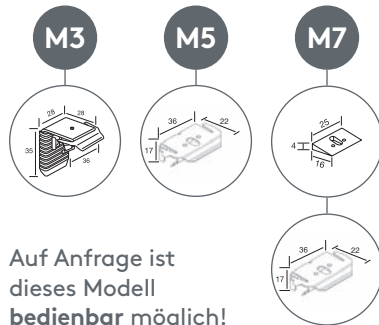 M3 M5 M7
28 28 35 36
36 22 17
25 4 16
36 22 17
Auf Anfrage ist
dieses Modell
bedienbar möglich!